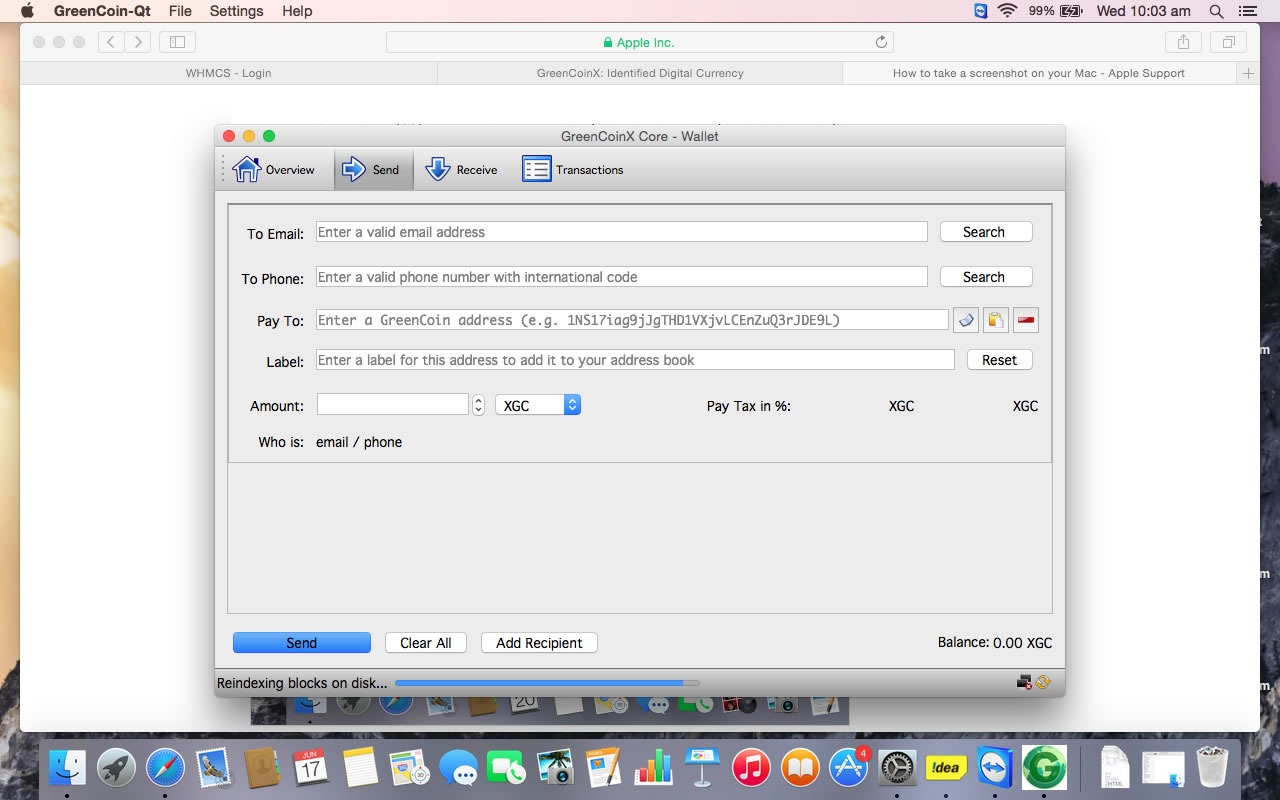 GreenCoin-Qt File Settings Help 99% Wed 10:03 am
Apple Inc.
WHMCS - Login GreenCoinX: Identified Digital Currency How to take a screenshot on your Mac - Apple Support
GreenCoinX Core - Wallet
Overview Send Receive Transactions
To Email: Enter a valid email address Search
To Phone: Enter a valid phone number with international code Search
Pay To: Enter a GreenCoin address (e.g. 1NS17iag9jJgTHD1VXjvLCEnZuQ3rJDE9L)
Label: Enter a label for this address to add it to your address book Reset
Amount: XGC Pay Tax in %: XGC XGC
Who is: email / phone
Send Clear All Add Recipient Balance: 0.00 XGC
Reindexing blocks on disk...
20
JUN
17
3D
4
!dea
HTML